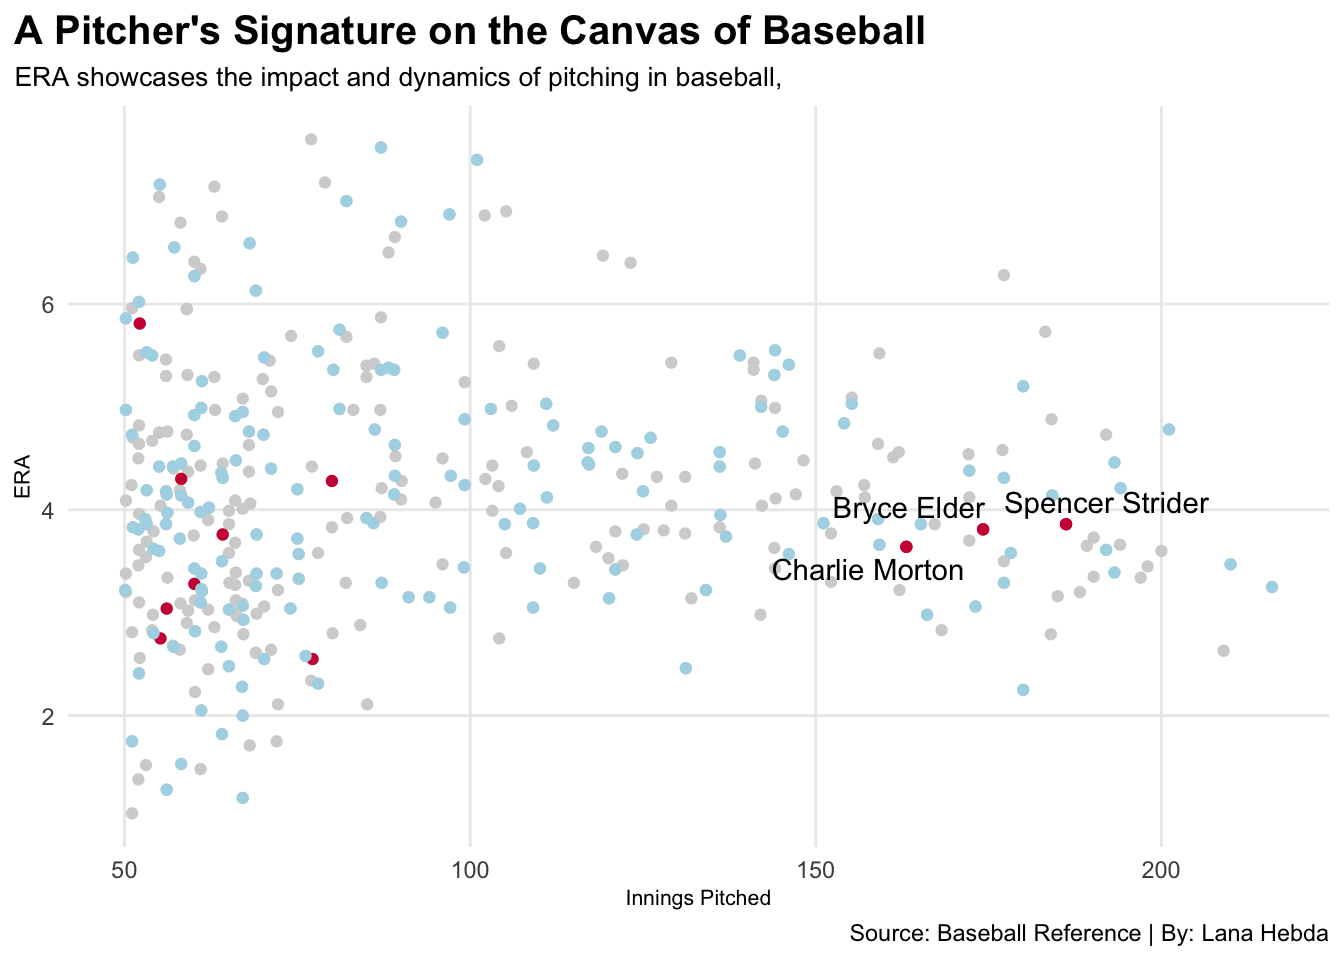 A Pitcher's Signature on the Canvas of Baseball
ERA showcases the impact and dynamics of pitching in baseball,
6
4
2
ERA
Bryce Elder
Spencer Strider
Charlie Morton
50
100
150
200
Innings Pitched
Source: Baseball Reference | By: Lana Hebda